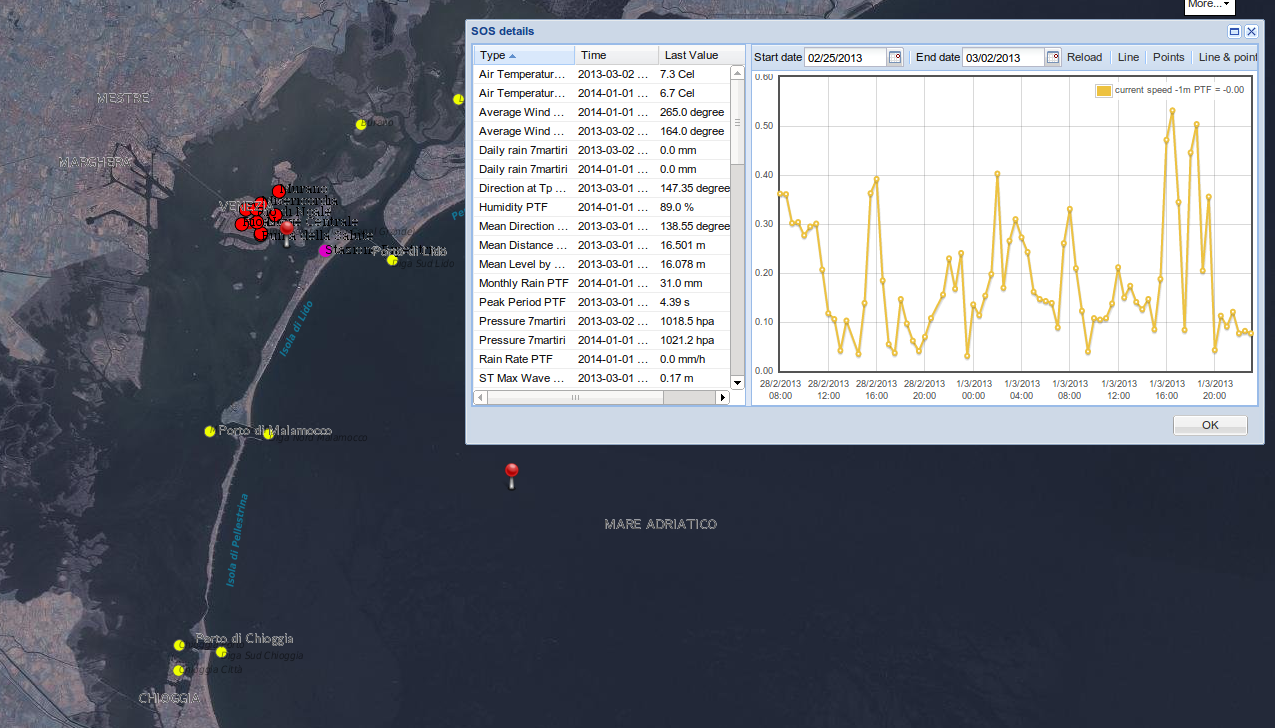 More...
SOS details
Type Time Last Value
Air Temperatur... 2013-03-02 ... 7.3 Cel
Air Temperatur... 2014-01-01 ... 6.7 Cel
Average Wind ... 2013-03-02 ... 265.0 degree
Average Wind ... 2014-01-01 ... 164.0 degree
Daily rain 7martiri 2013-03-02 ... 0.0 mm
Daily rain 7martiri 2014-01-01 ... 0.0 mm
Direction at Tp ... 2013-03-01 ... 147.35 degree
Humidity PTF 2014-01-01 ... 89.0 %
Mean Direction ... 2013-03-01 ... 138.55 degree
Mean Distance ... 2013-03-01 ... 16.501 m
Mean Level by ... 2013-03-01 ... 16.078 m
Monthly Rain PTF 2014-01-01 ... 31.0 mm
Peak Period PTF 2013-03-01 ... 4.39 s
Pressure 7martiri 2013-03-02 ... 1018.5 hpa
Pressure 7martiri 2014-01-01 ... 1021.2 hpa
Rain Rate PTF 2014-01-01 ... 0.0 mm/h
ST Max Wave ... 2013-03-01 ... 0.17 m
Start date 02/25/2013 End date 03/02/2013 Reload Line Points Line & point
current speed -1m PTF = -0.00
0.60
0.50
0.40
0.30
0.20
0.10
0.00
28/2/2013 28/2/2013 28/2/2013 28/2/2013 1/3/2013 1/3/2013 1/3/2013 1/3/2013 1/3/2013 1/3/2013
08:00 12:00 16:00 20:00 00:00 04:00 08:00 12:00 16:00 20:00
OK
MESTRE
MARGHERA
VENEZIA
Murano
Porto di Lido
Diga Sud Lido
Isola di Lido
Porto di Malamocco
Diga Nord Malamocco
MARE ADRIATICO
Isola di Pellestrina
Porto di Chioggia
Diga Sud Chioggia
Chioggia Città
CHIOGGIA